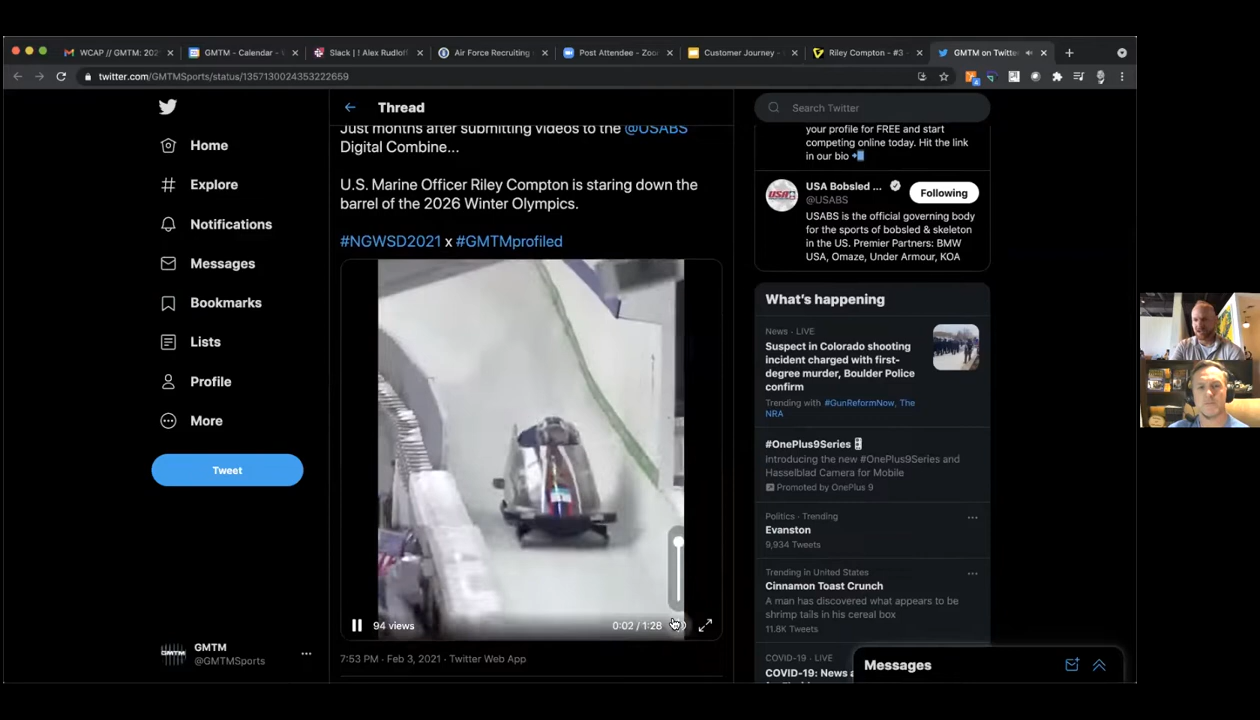 WCAP // GMTM: 202
GMTM - Calendar -
Slack | ! Alex Rudloff
Air Force Recruiting
Post Attendee - Zoo
Customer Journey -
Riley Compton - #3
GMTM on Twitte
twitter.com/GMTMSports/status/1357130024353222659
Home
Explore
Notifications
Messages
Bookmarks
Lists
Profile
More
Tweet
GMTM
GMTM
@GMTMSports
Thread
Just months after submitting videos to the @USABS
Digital Combine...
U.S. Marine Officer Riley Compton is staring down the
barrel of the 2026 Winter Olympics.
#NGWSD2021 x #GMTMprofiled
94 views
0:02 / 1:28
7:53 PM · Feb 3, 2021 · Twitter Web App
Search Twitter
your profile for FREE and start
competing online today. Hit the link
in our bio
USA
USA Bobsled ...
@USABS
Following
USABS is the official governing body
for the sports of bobsled & skeleton
in the US. Premier Partners: BMW
USA, Omaze, Under Armour, KOA
What's happening
News · LIVE
Suspect in Colorado shooting
incident charged with first-
degree murder, Boulder Police
confirm
Trending with #GunReformNow, The
NRA
#OnePlus9Series
Introducing the new #OnePlus9Series and
Hasselblad Camera for Mobile
Promoted by OnePlus 9
Politics · Trending
Evanston
9,934 Tweets
Trending in United States
Cinnamon Toast Crunch
A man has discovered what appears to be
shrimp tails in his cereal box
11.8K Tweets
COVID-19 · LIVE
COVID-19: News a
Messages